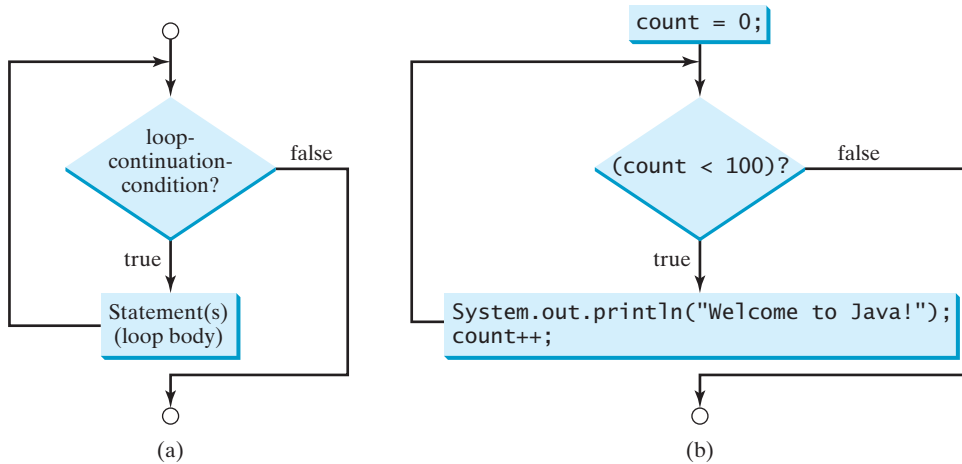 loop-
continuation-
condition?
false
true
Statement(s)
(loop body)
(a)
count = 0;
(count < 100)?
false
true
System.out.println("Welcome to Java!");
count++;
(b)